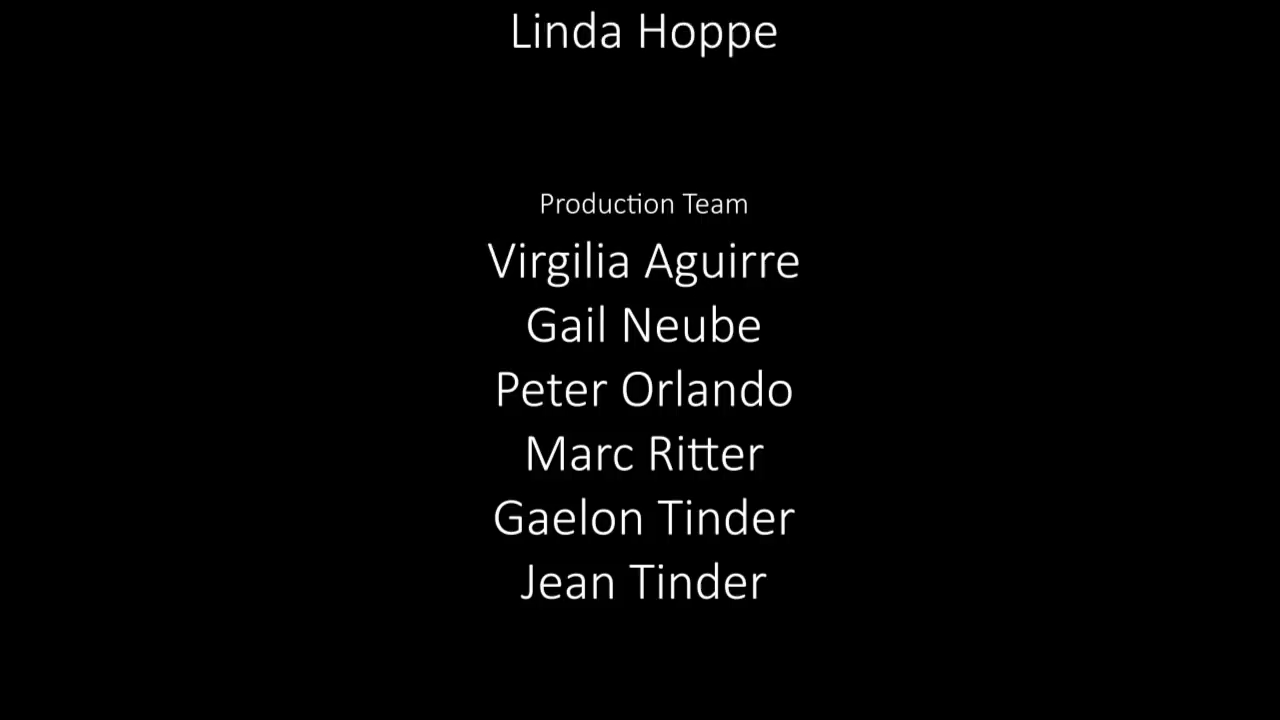 Linda Hoppe
Production Team
Virgilia Aguirre
Gail Neube
Peter Orlando
Marc Ritter
Gaelon Tinder
Jean Tinder